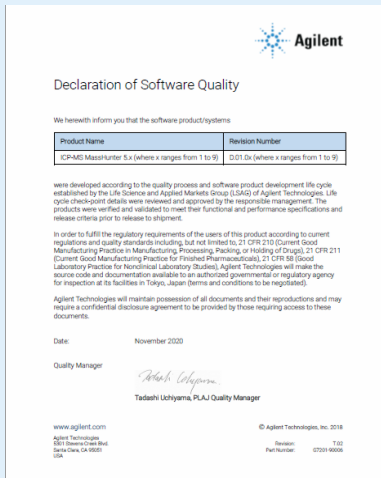 Agilent
Declaration of Software Quality
We herewith inform you that the software product/systems
Product Name Revision Number
ICP-MS MassHunter 5.x (where x ranges from 1 to 9) D.01.0x (where x ranges from 1 to 9)
were developed according to the quality process and software product development life cycle
established by the Life Science and Applied Markets Group (LSAG) of Agilent Technologies. Life
cycle check-point details were reviewed and approved by the responsible management. The
products were verified and validated to meet their functional and performance specifications and
release criteria prior to release to shipment.
In order to fulfill the regulatory requirements of the users of this product according to current
regulations and quality standards including, but not limited to, 21 CFR 210 (Current Good
Manufacturing Practice in Manufacturing, Processing, Packing, or Holding of Drugs), 21 CFR 211
(Current Good Manufacturing Practice for Finished Pharmaceuticals), 21 CFR 58 (Good
Laboratory Practice for Nonclinical Laboratory Studies), Agilent Technologies will make the
source code and documentation available to an authorized governmental or regulatory agency
for inspection at its facilities in Tokyo, Japan (terms and conditions to be negotiated).
Agilent Technologies will maintain possession of all documents and their reproductions and may
require a confidential disclosure agreement to be provided by those requiring access to these
documents.
Date: November 2020
Quality Manager
Tadashi Uchiyama
Tadashi Uchiyama, PLAJ Quality Manager
www.agilent.com © Agilent Technologies, Inc. 2018
Agilent Technologies
5301 Stevens Creek Blvd. Revision: T.02
Santa Clara, CA 95051 Part Number: G7201-90006
USA